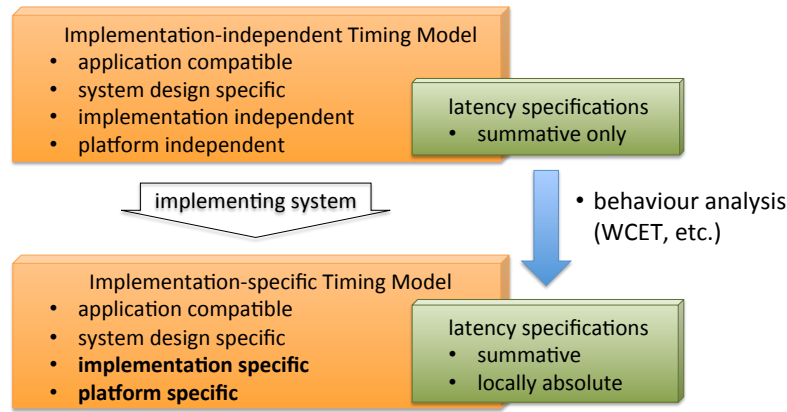 Implementation-independent Timing Model
• application compatible
• system design specific
• implementation independent
• platform independent
latency specifications
• summative only
implementing system
• behaviour analysis
(WCET, etc.)
Implementation-specific Timing Model
• application compatible
• system design specific
• implementation specific
• platform specific
latency specifications
• summative
• locally absolute